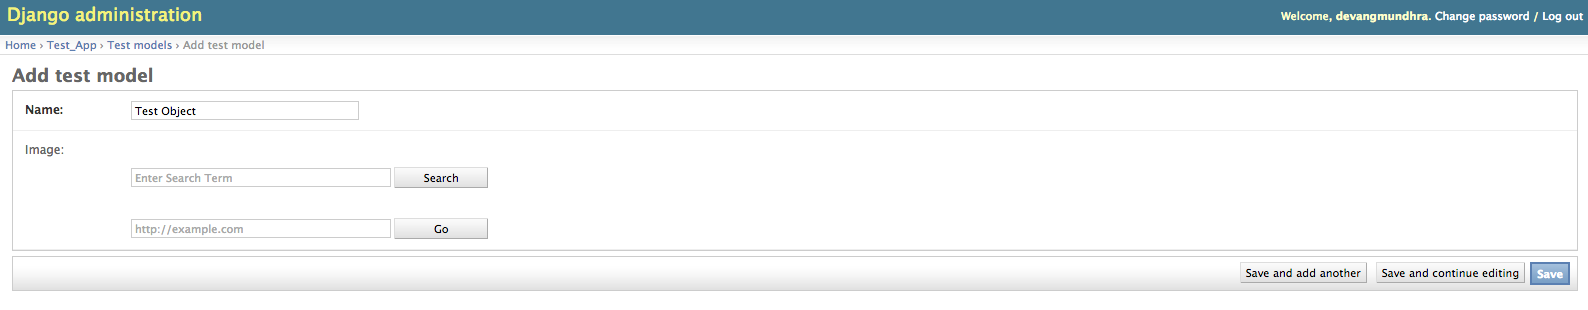 Django administration
Welcome, devangmundhra. Change password / Log out
Home › Test_App › Test models › Add test model
Add test model
Name: Test Object
Image:
Enter Search Term Search
http://example.com Go
Save and add another Save and continue editing Save